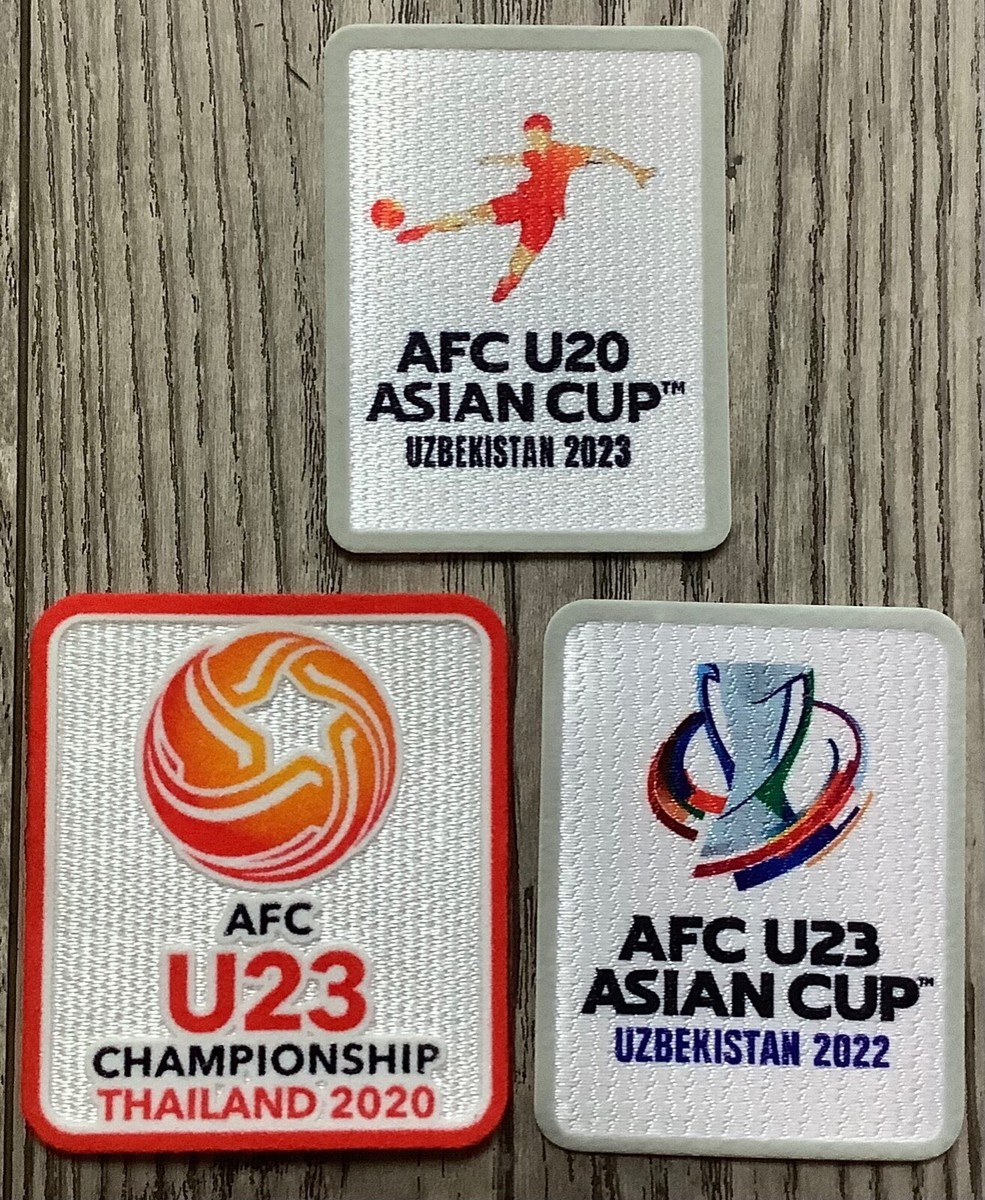 AFC U20
ASIAN CUP™
UZBEKISTAN 2023
AFC
U23
CHAMPIONSHIP
THAILAND 2020
AFC U23
ASIAN CUP™
UZBEKISTAN 2022